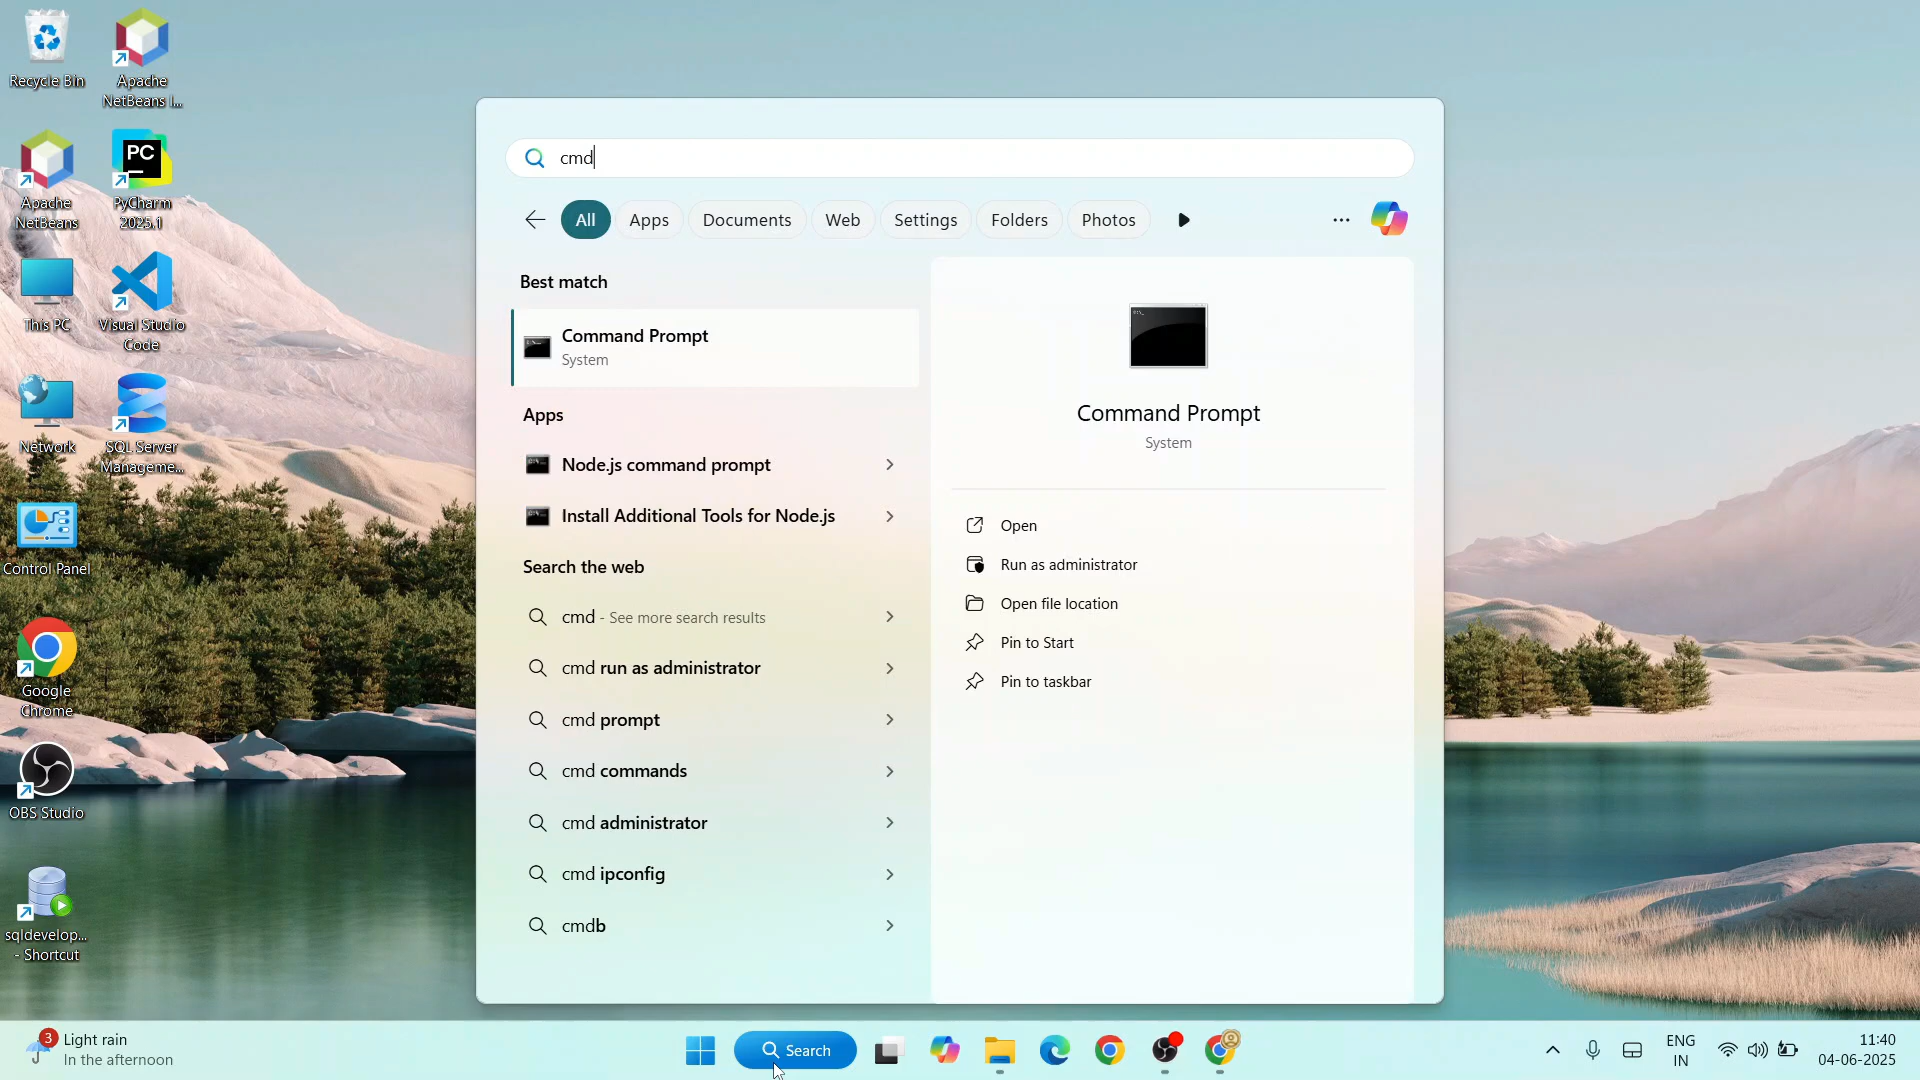 Recycle Bin
Apache
NetBeans I...
Apache
NetBeans
PC
PyCharm
2025.1
This PC
Visual Studio
Code
Network
SQL Server
Manageme...
Control Panel
Google
Chrome
OBS Studio
sqldevelop...
- Shortcut
cmd
All
Apps
Documents
Web
Settings
Folders
Photos
Best match
Command Prompt
System
Apps
Node.js command prompt
Install Additional Tools for Node.js
Search the web
cmd - See more search results
cmd run as administrator
cmd prompt
cmd commands
cmd administrator
cmd ipconfig
cmdb
Command Prompt
System
Open
Run as administrator
Open file location
Pin to Start
Pin to taskbar
3
Light rain
In the afternoon
Search
ENG
IN
11:40
04-06-2025